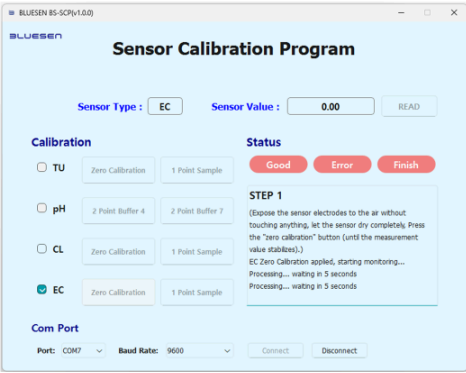 BLUESEN BS-SCP(v1.0.0)
BLUESEN
Sensor Calibration Program
Sensor Type : EC Sensor Value : 0.00 READ
Calibration
TU Zero Calibration 1 Point Sample
pH 2 Point Buffer 4 2 Point Buffer 7
CL Zero Calibration 1 Point Sample
EC Zero Calibration 1 Point Sample
Status
Good Error Finish
STEP 1
(Expose the sensor electrodes to the air without
touching anything, let the sensor dry completely, Press
the "zero calibration" button (until the measurement
value stabilizes).)
EC Zero Calibration applied, starting monitoring...
Processing... waiting in 5 seconds
Processing... waiting in 5 seconds
Com Port
Port: COM7 Baud Rate: 9600 Connect Disconnect